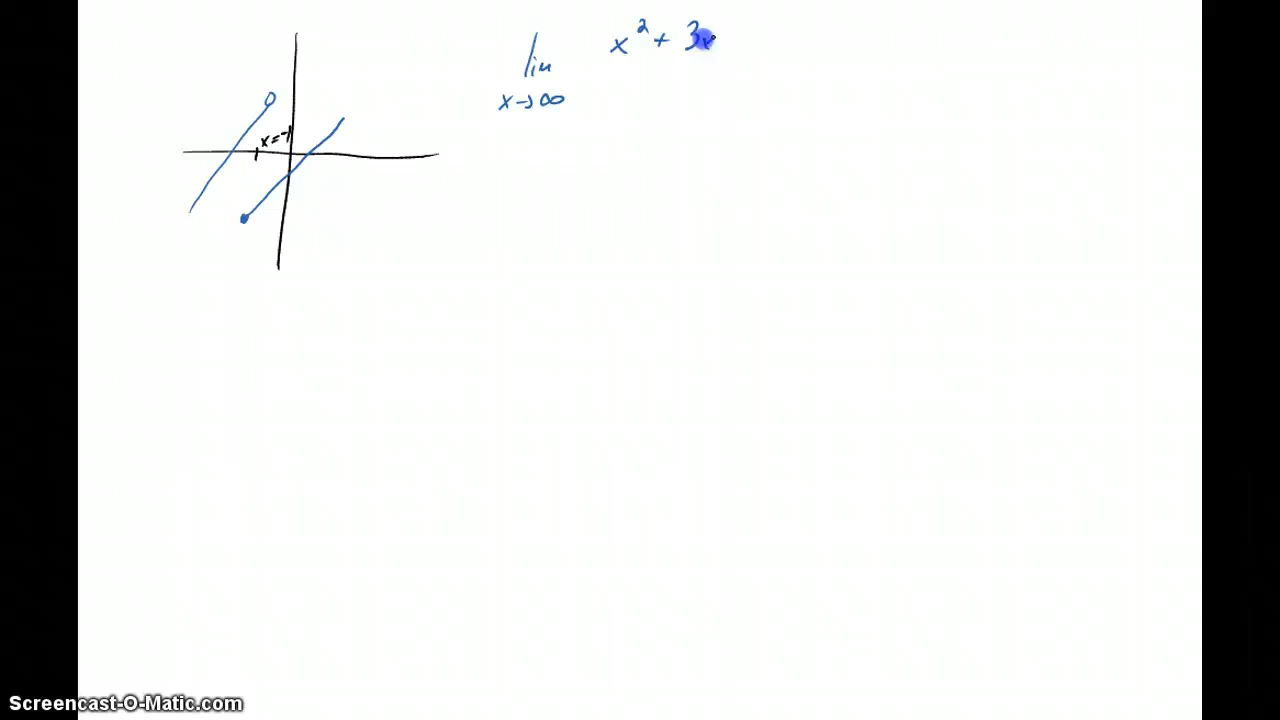 lim x² + 3x
x→∞
x=-1
Screencast-O-Matic.com